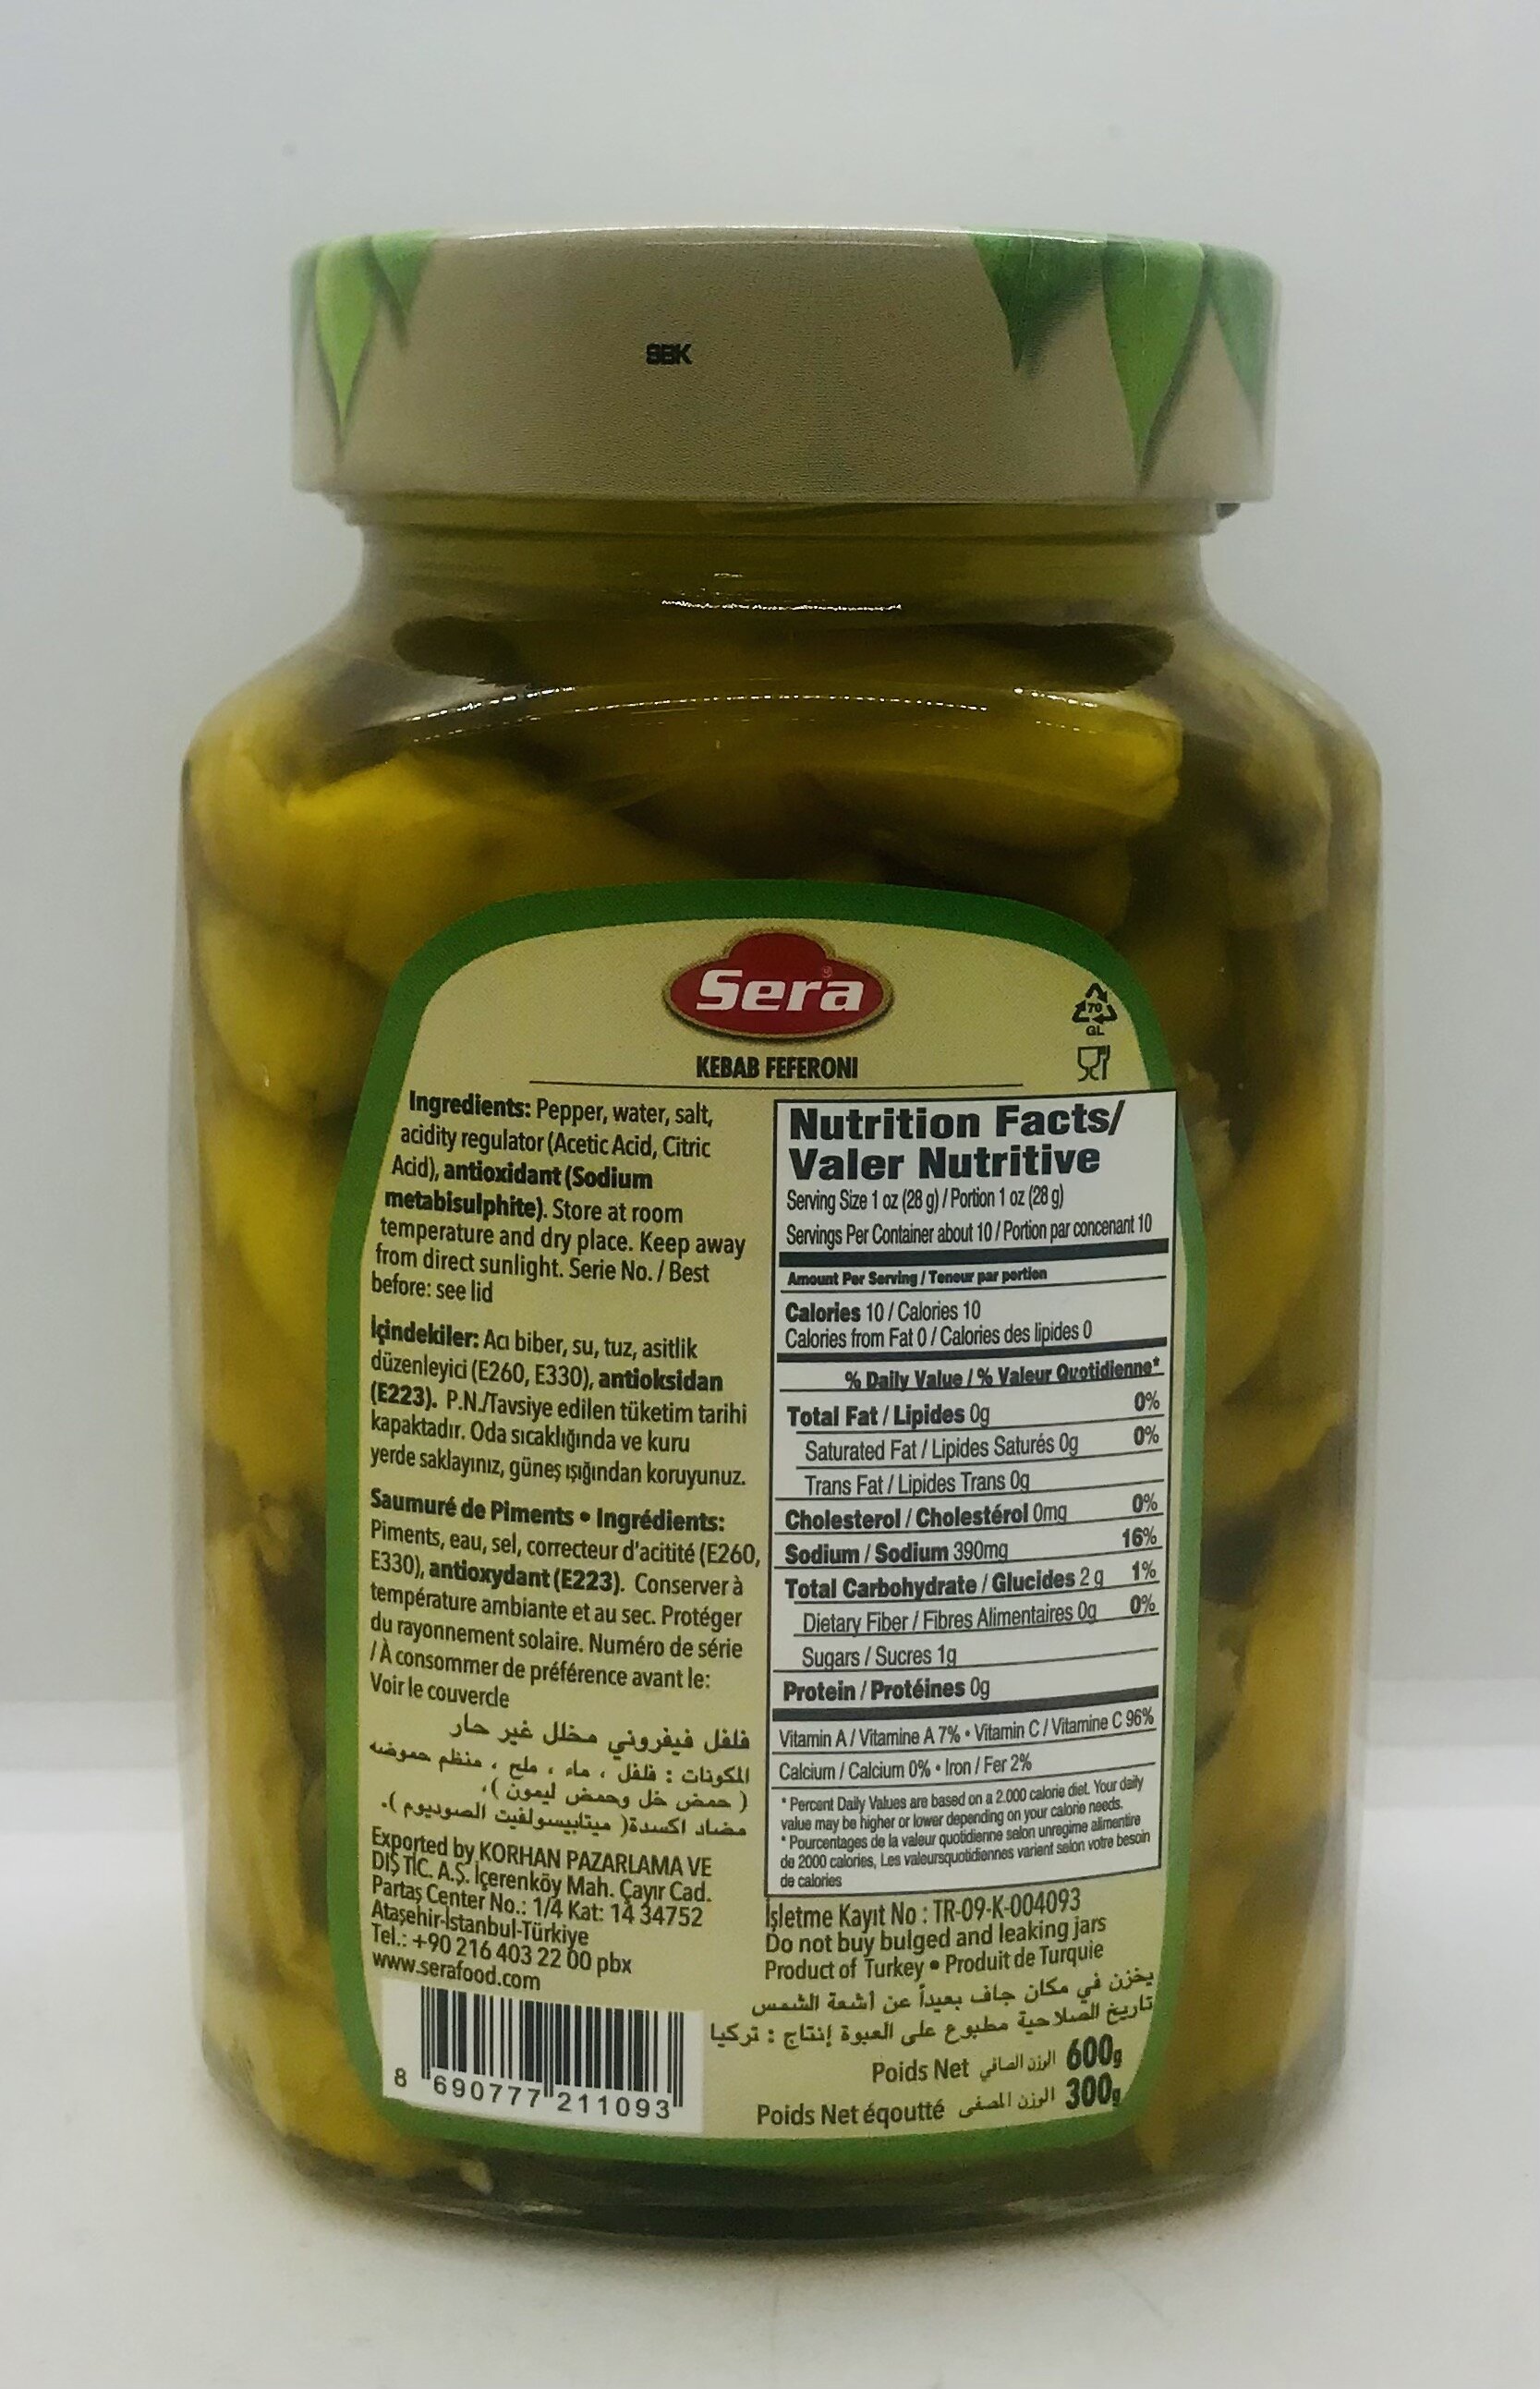 9BK
Sera
KEBAB FEFERONI
70
GL
Ingredients: Pepper, water, salt,
acidity regulator (Acetic Acid, Citric
Acid), antioxidant (Sodium
metabisulphite). Store at room
temperature and dry place. Keep away
from direct sunlight. Serie No. / Best
before: see lid
İçindekiler: Acı biber, su, tuz, asitlik
düzenleyici (E260, E330), antioksidan
(E223). P.N./Tavsiye edilen tüketim tarihi
kapaktadır. Oda sıcaklığında ve kuru
yerde saklayınız, güneş ışığından koruyunuz.
Saumuré de Piments • Ingrédients:
Piments, eau, sel, correcteur d'acitité (E260,
E330), antioxydant (E223). Conserver à
température ambiante et au sec. Protéger
du rayonnement solaire. Numéro de série
/ À consommer de préférence avant le:
Voir le couvercle
فلفل فيفروني مخلل غير حار
المكونات : فلفل ، ماء ، ملح ، منظم حموضه
( حمض خل وحمض ليمون )،
مضاد اكسدة( ميتابيسولفيت الصوديوم ).
Exported by KORHAN PAZARLAMA VE
DIŞ TİC. A.Ş. İçerenköy Mah. Çayır Cad.
Partaş Center No.: 1/4 Kat: 14 34752
Ataşehir-İstanbul-Türkiye
Tel.: +90 216 403 22 00 pbx
www.serafood.com
8 690777 211093
Nutrition Facts/
Valer Nutritive
Serving Size 1 oz (28 g) / Portion 1 oz (28 g)
Servings Per Container about 10 / Portion par concenant 10
Amount Per Serving / Teneur par portion
Calories 10 / Calories 10
Calories from Fat 0 / Calories des lipides 0
% Daily Value / % Valeur Quotidienne*
Total Fat / Lipides 0g 0%
Saturated Fat / Lipides Saturés 0g 0%
Trans Fat / Lipides Trans 0g
Cholesterol / Cholestérol 0mg 0%
Sodium / Sodium 390mg 16%
Total Carbohydrate / Glucides 2 g 1%
Dietary Fiber / Fibres Alimentaires 0g 0%
Sugars / Sucres 1g
Protein / Protéines 0g
Vitamin A / Vitamine A 7% • Vitamin C / Vitamine C 96%
Calcium / Calcium 0% • Iron / Fer 2%
* Percent Daily Values are based on a 2.000 calorie diet. Your daily
value may be higher or lower depending on your calorie needs.
* Pourcentages de la valeur quotidienne selon unregime alimentire
de 2000 calories, Les valeursquotidiennes varient selon votre besoin
de calories
İşletme Kayıt No : TR-09-K-004093
Do not buy bulged and leaking jars
Product of Turkey • Produit de Turquie
يخزن في مكان جاف بعيداً عن أشعة الشمس
تاريخ الصلاحية مطبوع على العبوة إنتاج : تركيا
Poids Net الوزن الصافي 600g
Poids Net éqoutté الوزن المصفى 300g